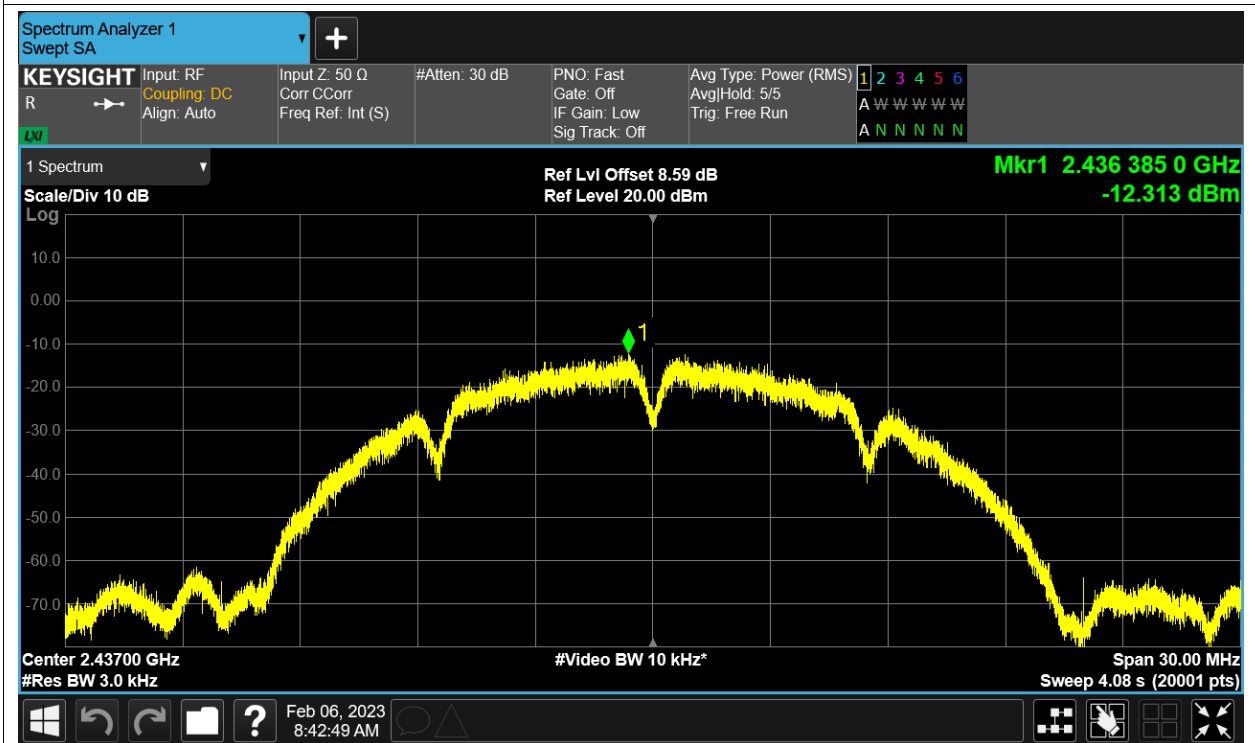 Spectrum Analyzer 1
Swept SA
+
KEYSIGHT
R
LXI
Input: RF
Coupling: DC
Align: Auto
Input Z: 50 Ω
Corr CCorr
Freq Ref: Int (S)
#Atten: 30 dB
PNO: Fast
Gate: Off
IF Gain: Low
Sig Track: Off
Avg Type: Power (RMS)
Avg|Hold: 5/5
Trig: Free Run
1 2 3 4 5 6
A W W W W W
A N N N N N
1 Spectrum
Scale/Div 10 dB
Log
Ref Lvl Offset 8.59 dB
Ref Level 20.00 dBm
Mkr1 2.436 385 0 GHz
-12.313 dBm
10.0
0.00
-10.0
-20.0
-30.0
-40.0
-50.0
-60.0
-70.0
1
Center 2.43700 GHz
#Res BW 3.0 kHz
#Video BW 10 kHz*
Span 30.00 MHz
Sweep 4.08 s (20001 pts)
?
Feb 06, 2023
8:42:49 AM